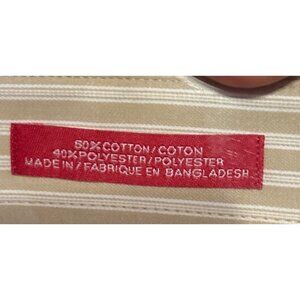 60% COTTON / COTON
40% POLYESTER / POLYESTER
MADE IN / FABRIQUE EN BANGLADESH